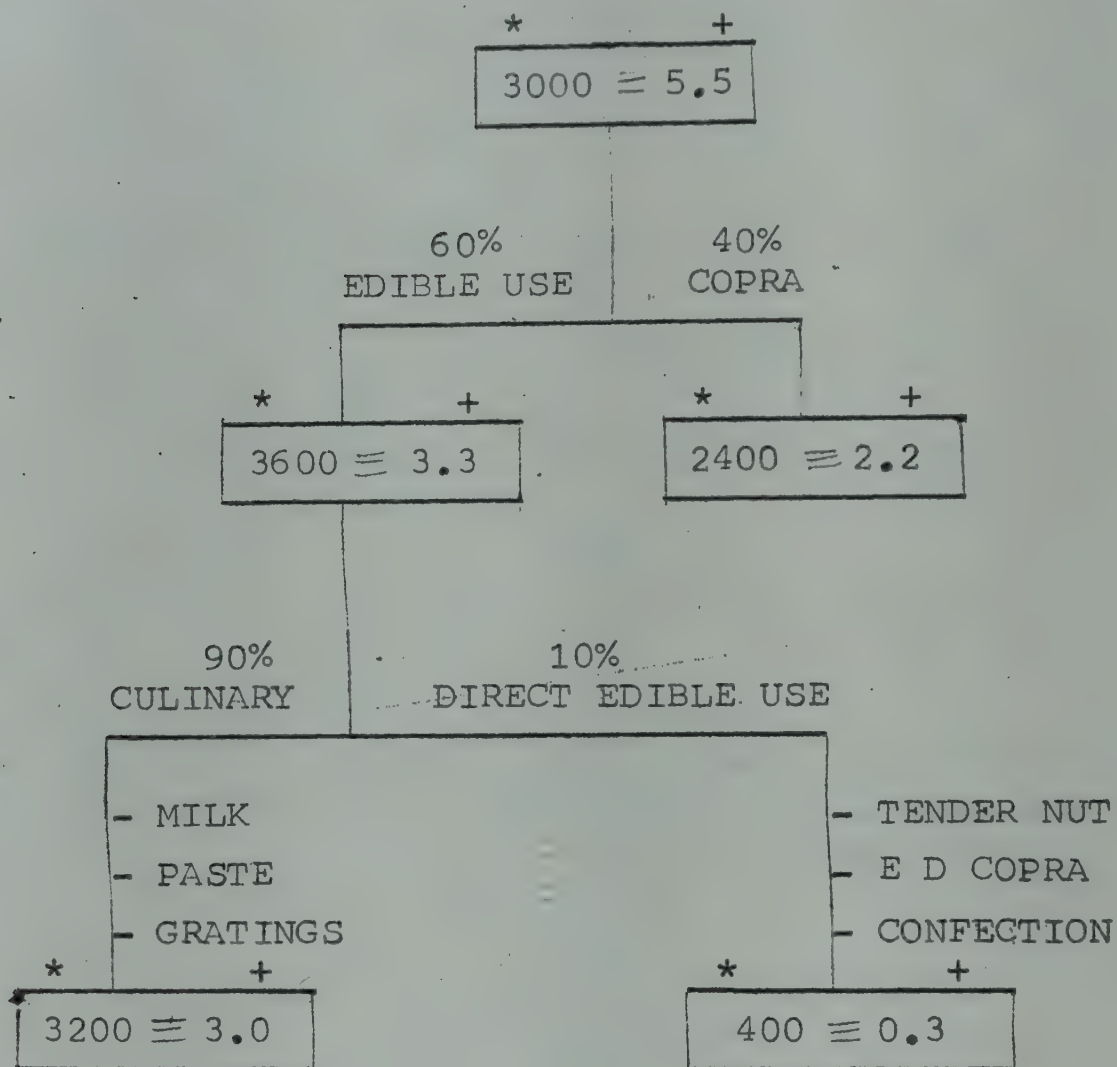 * +
3000 ≡ 5.5
60% 40%
EDIBLE USE COPRA
* + * +
3600 ≡ 3.3 2400 ≡ 2.2
90% 10%
CULINARY DIRECT EDIBLE USE
- MILK - TENDER NUT
- PASTE - E D COPRA
- GRATINGS - CONFECTION
* + * +
3200 ≡ 3.0 400 ≡ 0.3